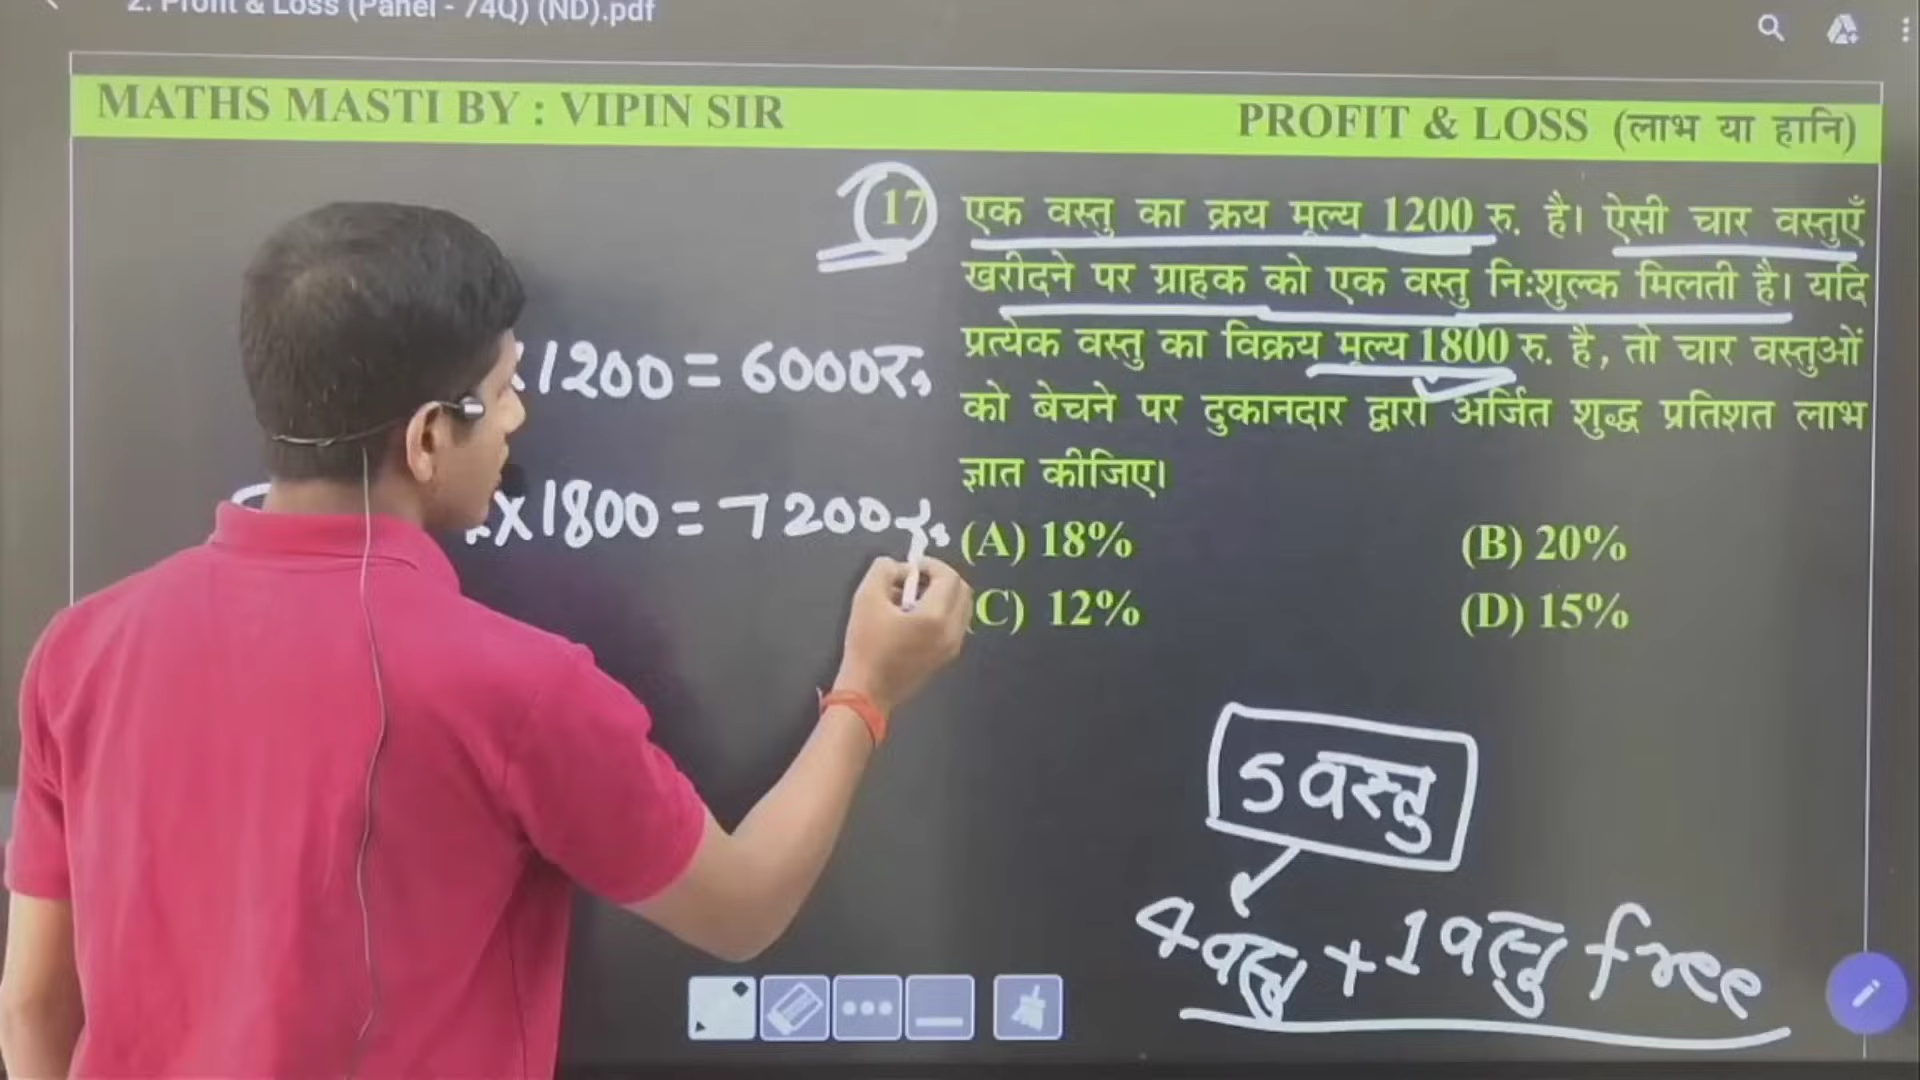 2. Profit & Loss (Panel - 74Q) (ND).pdf
MATHS MASTI BY : VIPIN SIR
PROFIT & LOSS (लाभ या हानि)
17 एक वस्तु का क्रय मूल्य 1200 रु. है। ऐसी चार वस्तुएँ
खरीदने पर ग्राहक को एक वस्तु नि:शुल्क मिलती है। यदि
प्रत्येक वस्तु का विक्रय मूल्य 1800 रु. है, तो चार वस्तुओं
को बेचने पर दुकानदार द्वारा अर्जित शुद्ध प्रतिशत लाभ
ज्ञात कीजिए।
(A) 18% (B) 20%
(C) 12% (D) 15%
×1200 = 6000रु
×1800 = 7200रु.
5 वस्तु
4 वस्तु + 1 वस्तु free